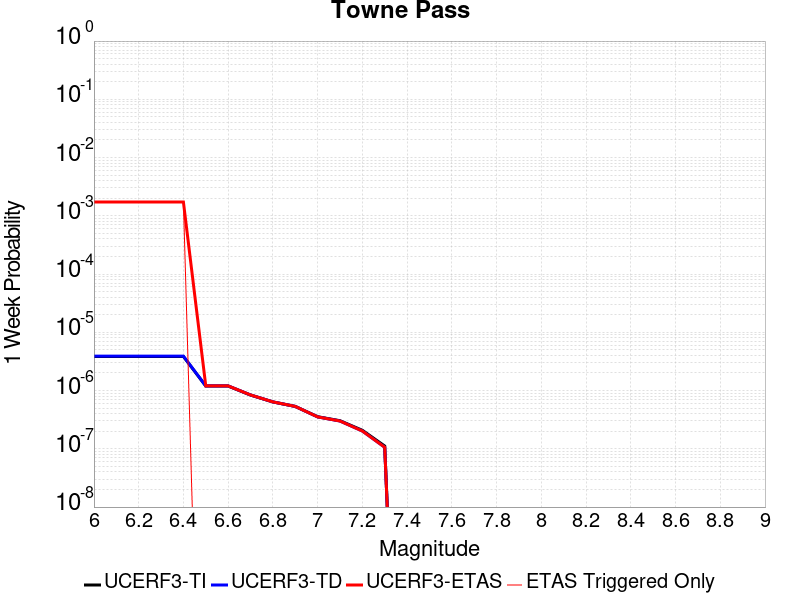 Towne Pass
10^0
10^-1
10^-2
10^-3
10^-4
10^-5
10^-6
10^-7
10^-8
1 Week Probability
6 6.2 6.4 6.6 6.8 7 7.2 7.4 7.6 7.8 8 8.2 8.4 8.6 8.8 9
Magnitude
UCERF3-TI UCERF3-TD UCERF3-ETAS ETAS Triggered Only